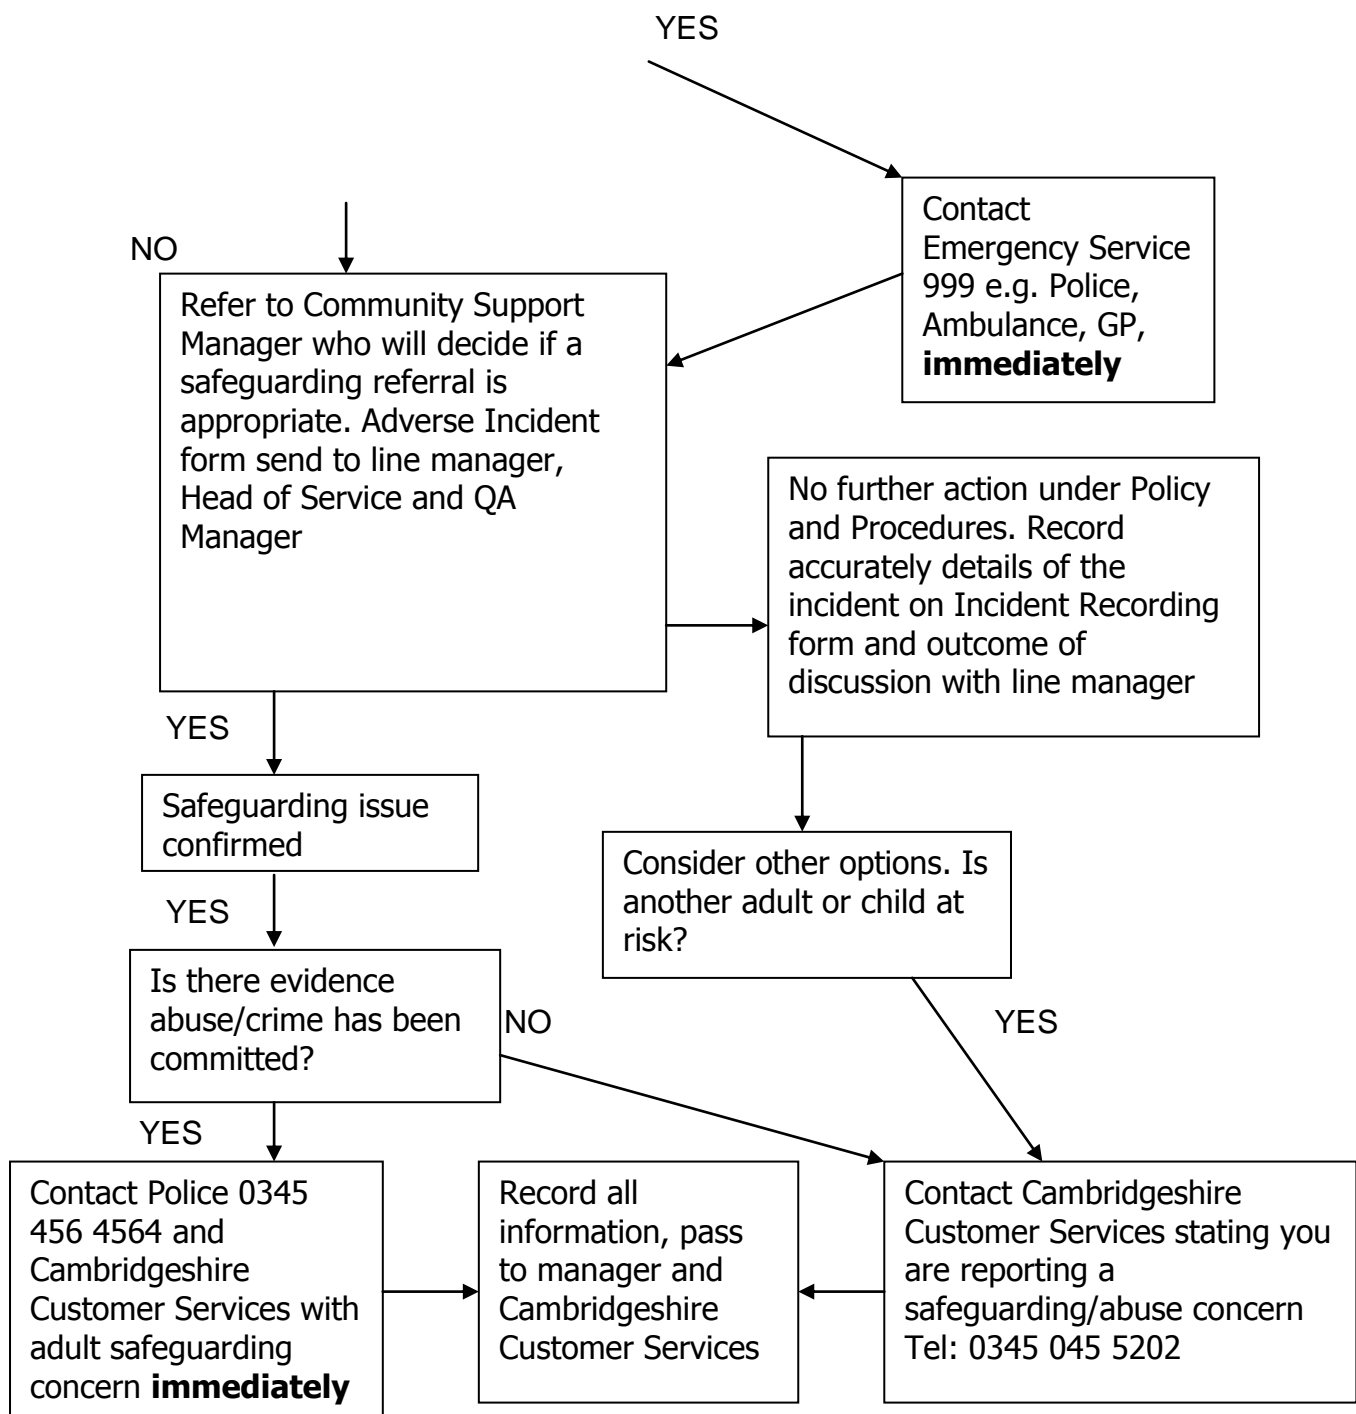 YES
Contact
Emergency Service
999 e.g. Police,
Ambulance, GP,
immediately
NO
Refer to Community Support
Manager who will decide if a
safeguarding referral is
appropriate. Adverse Incident
form send to line manager,
Head of Service and QA
Manager
No further action under Policy
and Procedures. Record
accurately details of the
incident on Incident Recording
form and outcome of
discussion with line manager
YES
Safeguarding issue
confirmed
Consider other options. Is
another adult or child at
risk?
YES
Is there evidence
abuse/crime has been
committed?
NO
YES
YES
Contact Police 0345
456 4564 and
Cambridgeshire
Customer Services with
adult safeguarding
concern immediately
Record all
information, pass
to manager and
Cambridgeshire
Customer Services
Contact Cambridgeshire
Customer Services stating you
are reporting a
safeguarding/abuse concern
Tel: 0345 045 5202